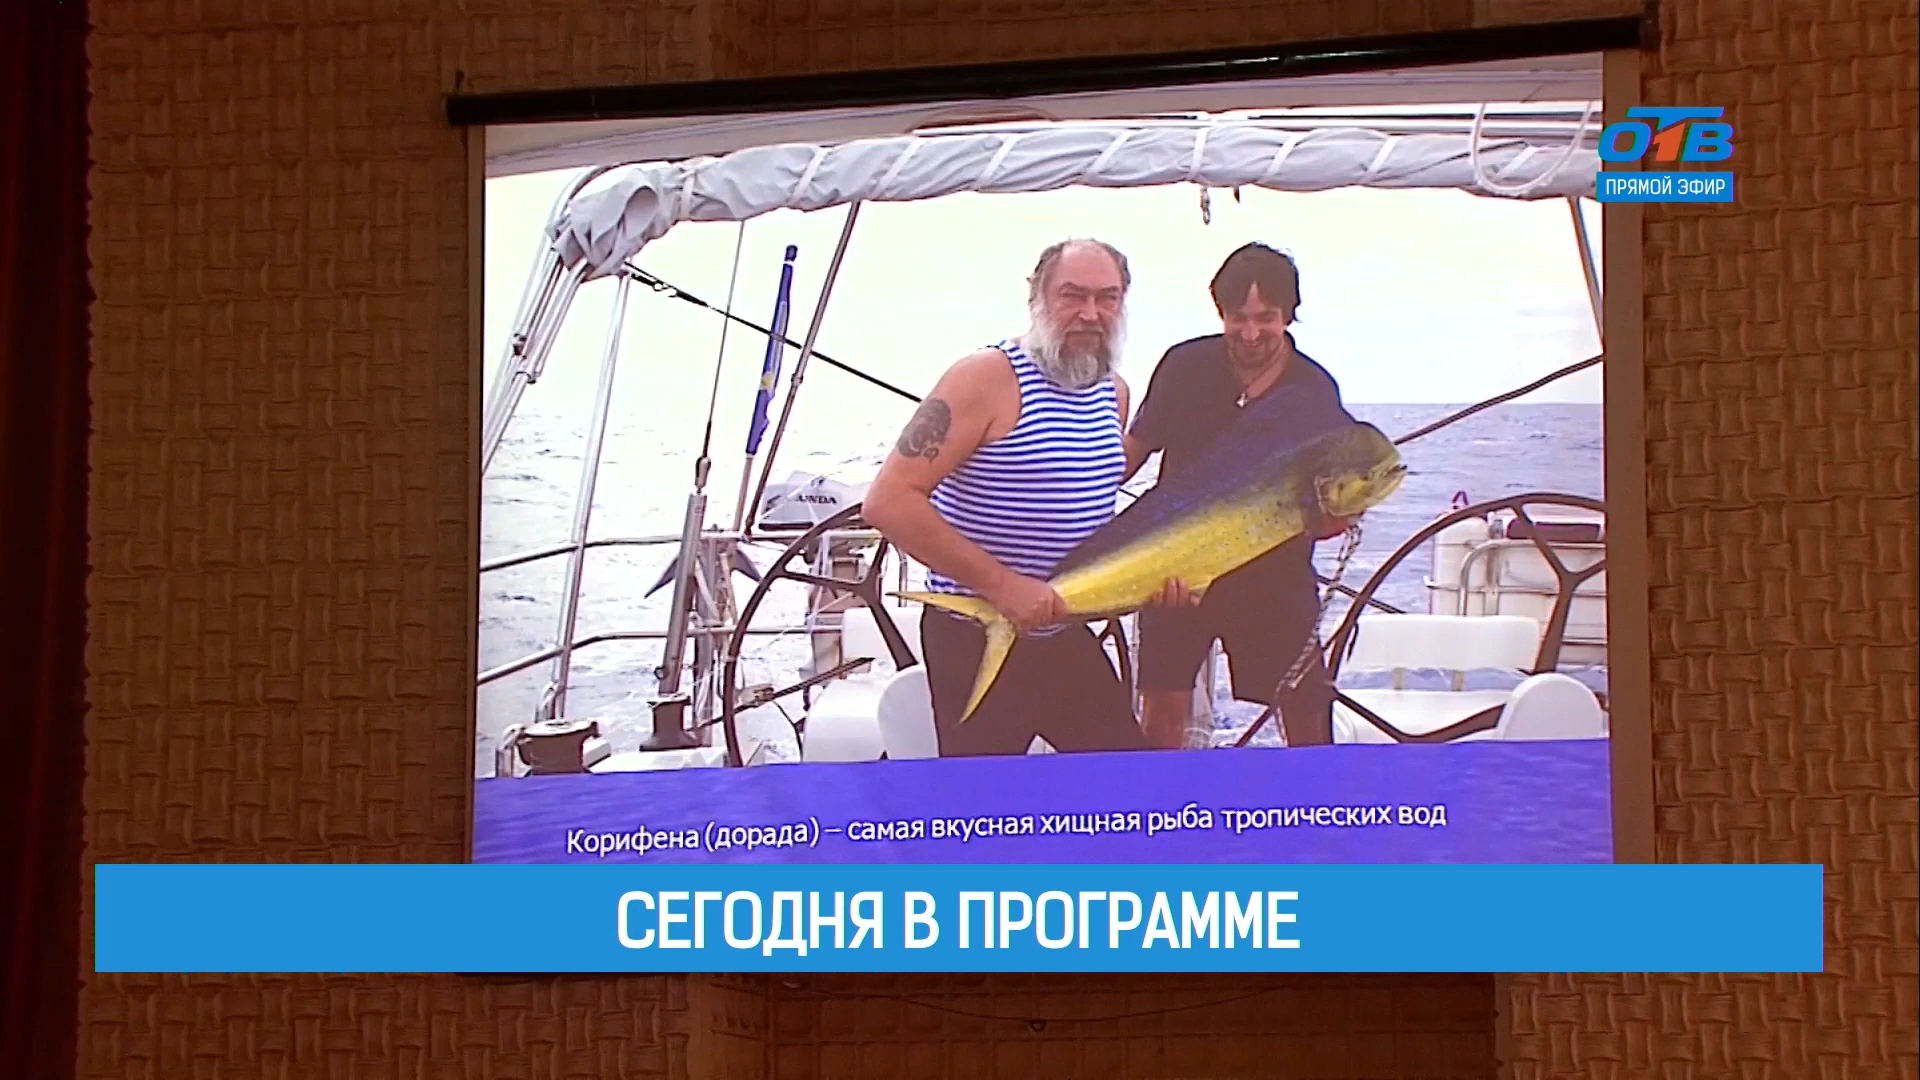 ОТВ
ПРЯМОЙ ЭФИР
Корифена (дорада) – самая вкусная хищная рыба тропических вод
СЕГОДНЯ В ПРОГРАММЕ